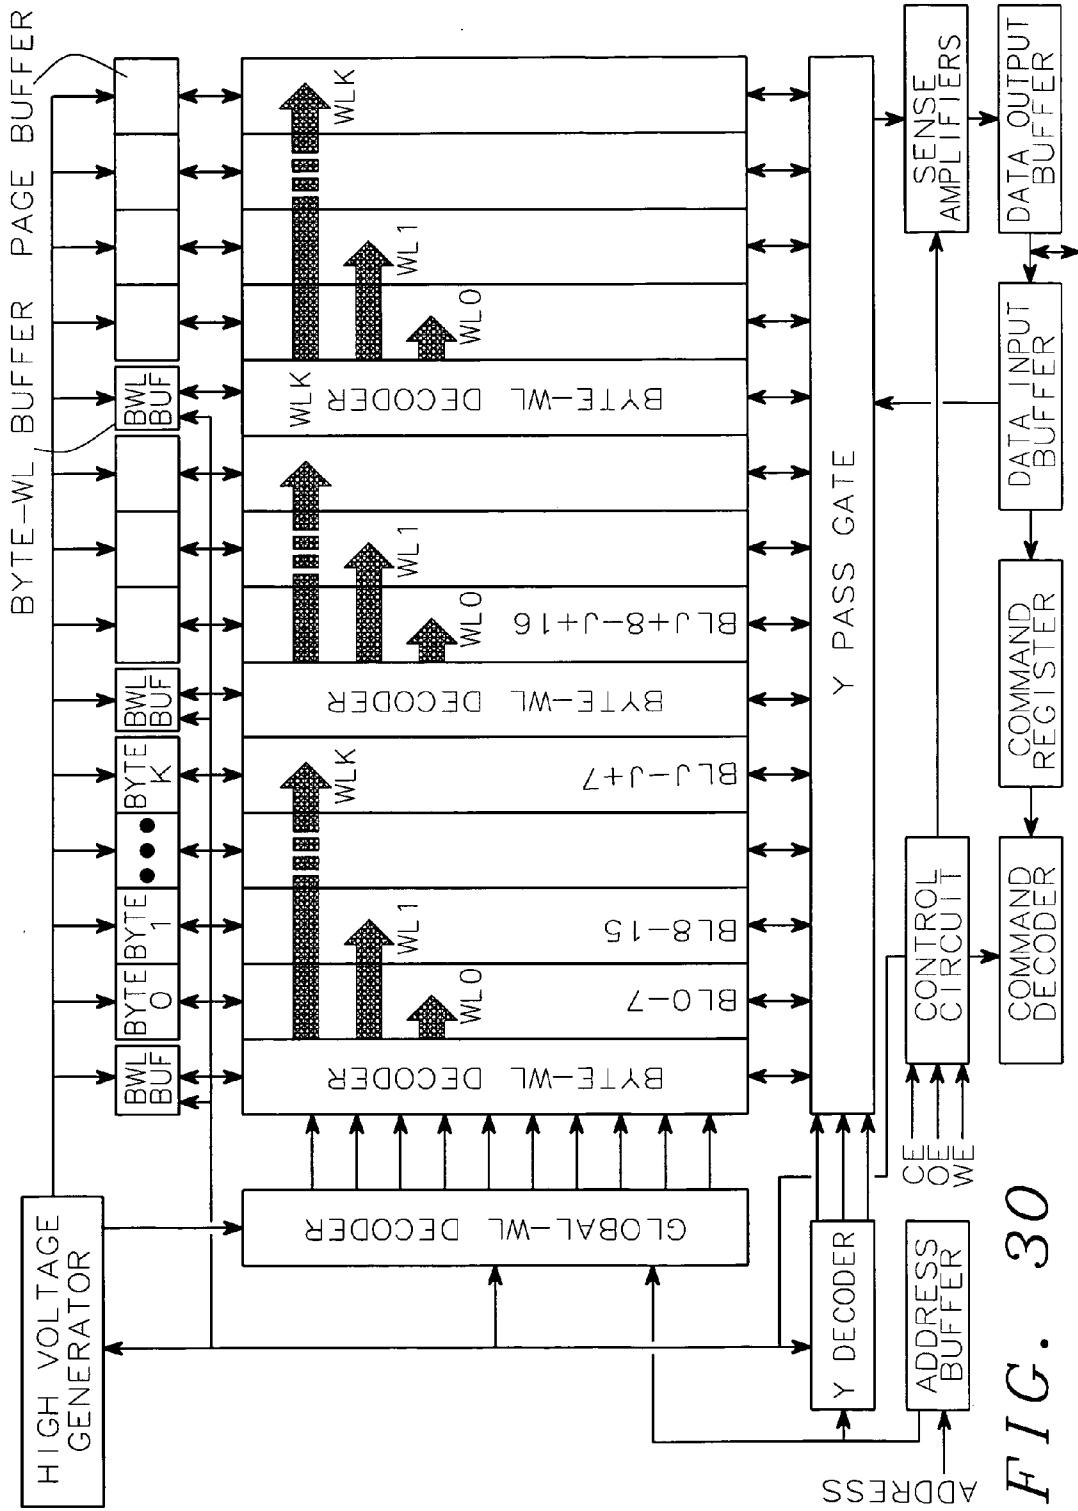 BYTE-WL BUFFER
PAGE BUFFER
HIGH VOLTAGE
GENERATOR
BWL
BUF
BYTE
0
BYTE
1
BYTE
K
BWL
BUF
BWL
BUF
GLOBAL-WL DECODER
BYTE-WL DECODER
WL0
WL1
WLK
BL0-7
BL8-15
BLJ-J+7
BYTE-WL DECODER
WL0
WL1
WLK
BLJ+8-J+16
BYTE-WL DECODER
WL0
WL1
WLK
Y DECODER
Y PASS GATE
ADDRESS
ADDRESS
BUFFER
CE
OE
WE
CONTROL
CIRCUIT
SENSE
AMPLIFIERS
COMMAND
DECODER
COMMAND
REGISTER
DATA INPUT
BUFFER
DATA OUTPUT
BUFFER
FIG. 30